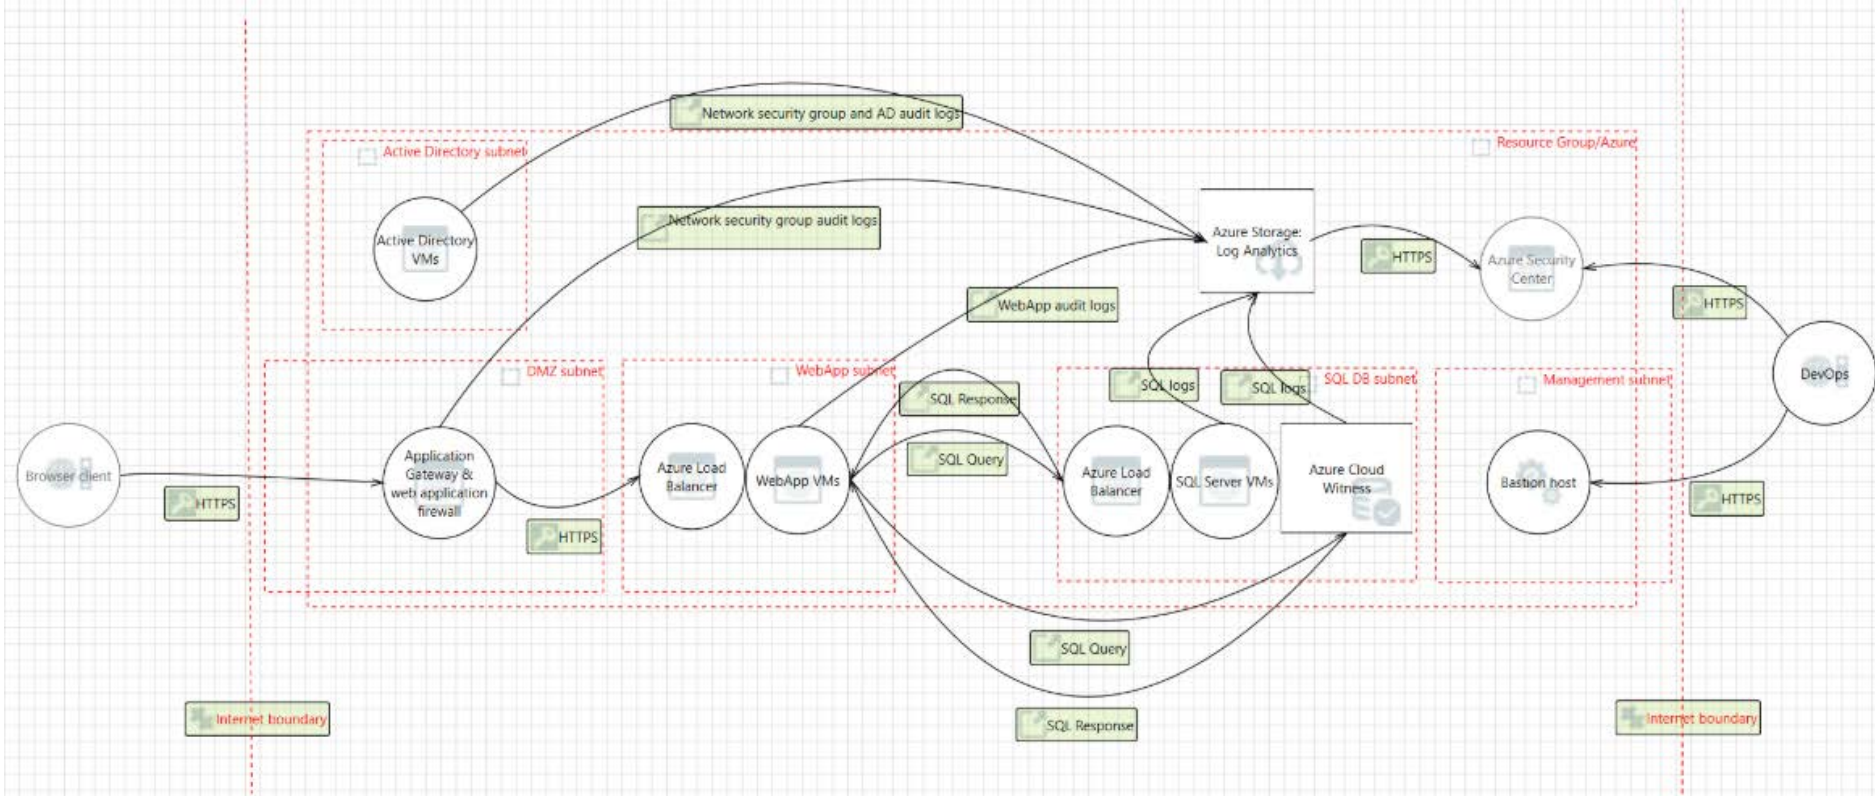 Network security group and AD audit logs
Resource Group/Azure
Active Directory subnet
Network security group audit logs
Active Directory
VMs
Azure Storage:
Log Analytics
HTTPS
Azure Security
Center
HTTPS
WebApp audit logs
DMZ subnet
WebApp subnet
SQL logs
SQL logs
SQL DB subnet
Management subnet
DevOps
SQL Response
SQL Query
Browser client
HTTPS
Application
Gateway &
web application
firewall
HTTPS
Azure Load
Balancer
WebApp VMs
Azure Load
Balancer
SQL Server VMs
Azure Cloud
Witness
Bastion host
HTTPS
SQL Query
SQL Response
Internet boundary
Internet boundary